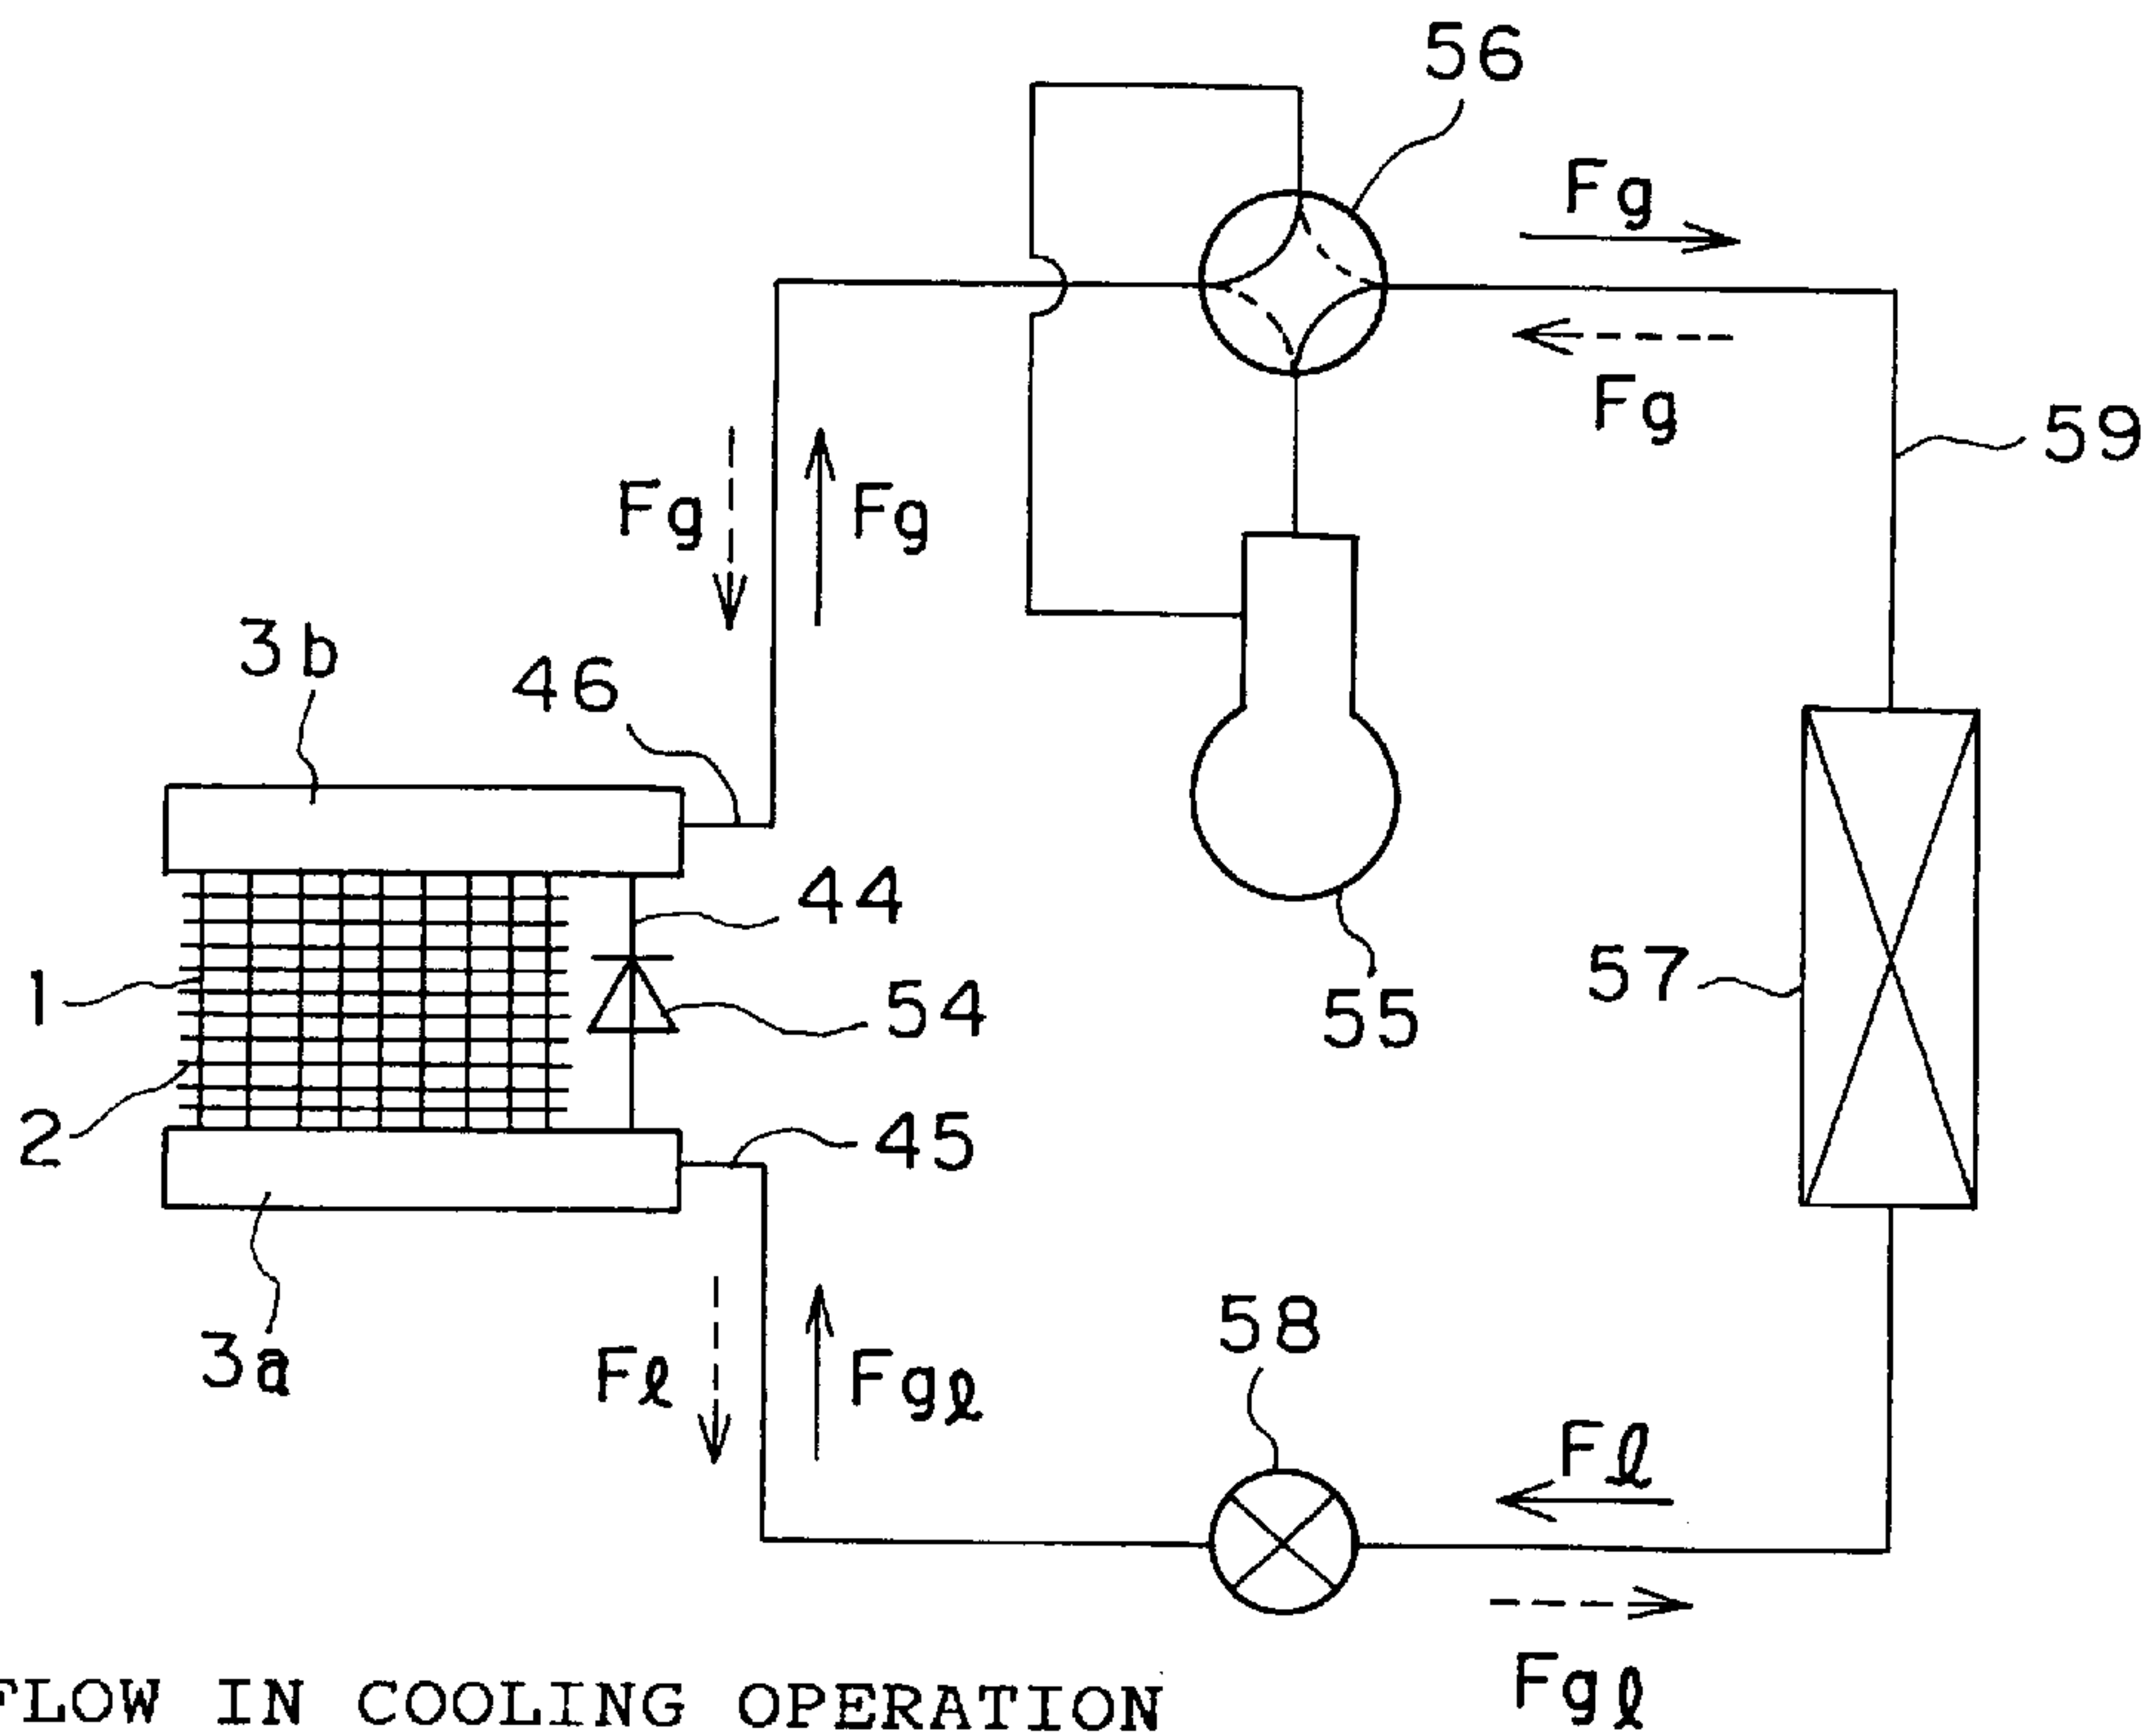 56
Fg
Fg
59
Fg
Fg
3b
46
44
1
54
55
57
2
45
3a
58
Fℓ
Fgℓ
Fℓ
Fgℓ
FLOW IN COOLING OPERATION